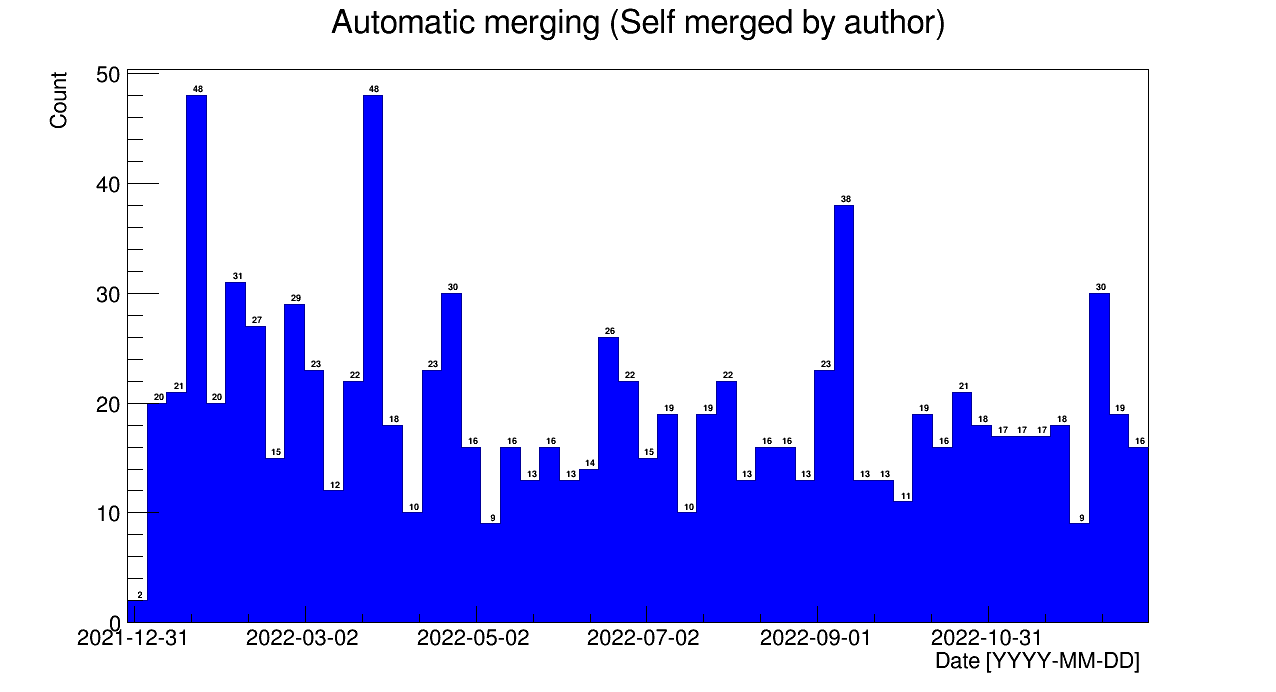 Automatic merging (Self merged by author)
Count
50
40
30
20
10
0
2 20 21 48 20 31 27 15 29 23 12 22 48 18 10 23 30 16 9 16 13 16 13 14 26 22 15 19 10 19 22 13 16 16 13 23 38 13 13 11 19 16 21 18 17 17 17 18 9 30 19 16
2021-12-31 2022-03-02 2022-05-02 2022-07-02 2022-09-01 2022-10-31
Date [YYYY-MM-DD]